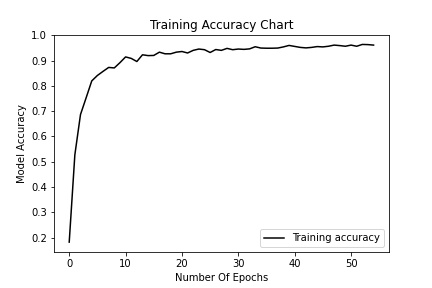 Training Accuracy Chart
Model Accuracy
1.0
0.9
0.8
0.7
0.6
0.5
0.4
0.3
0.2
Training accuracy
0 10 20 30 40 50
Number Of Epochs